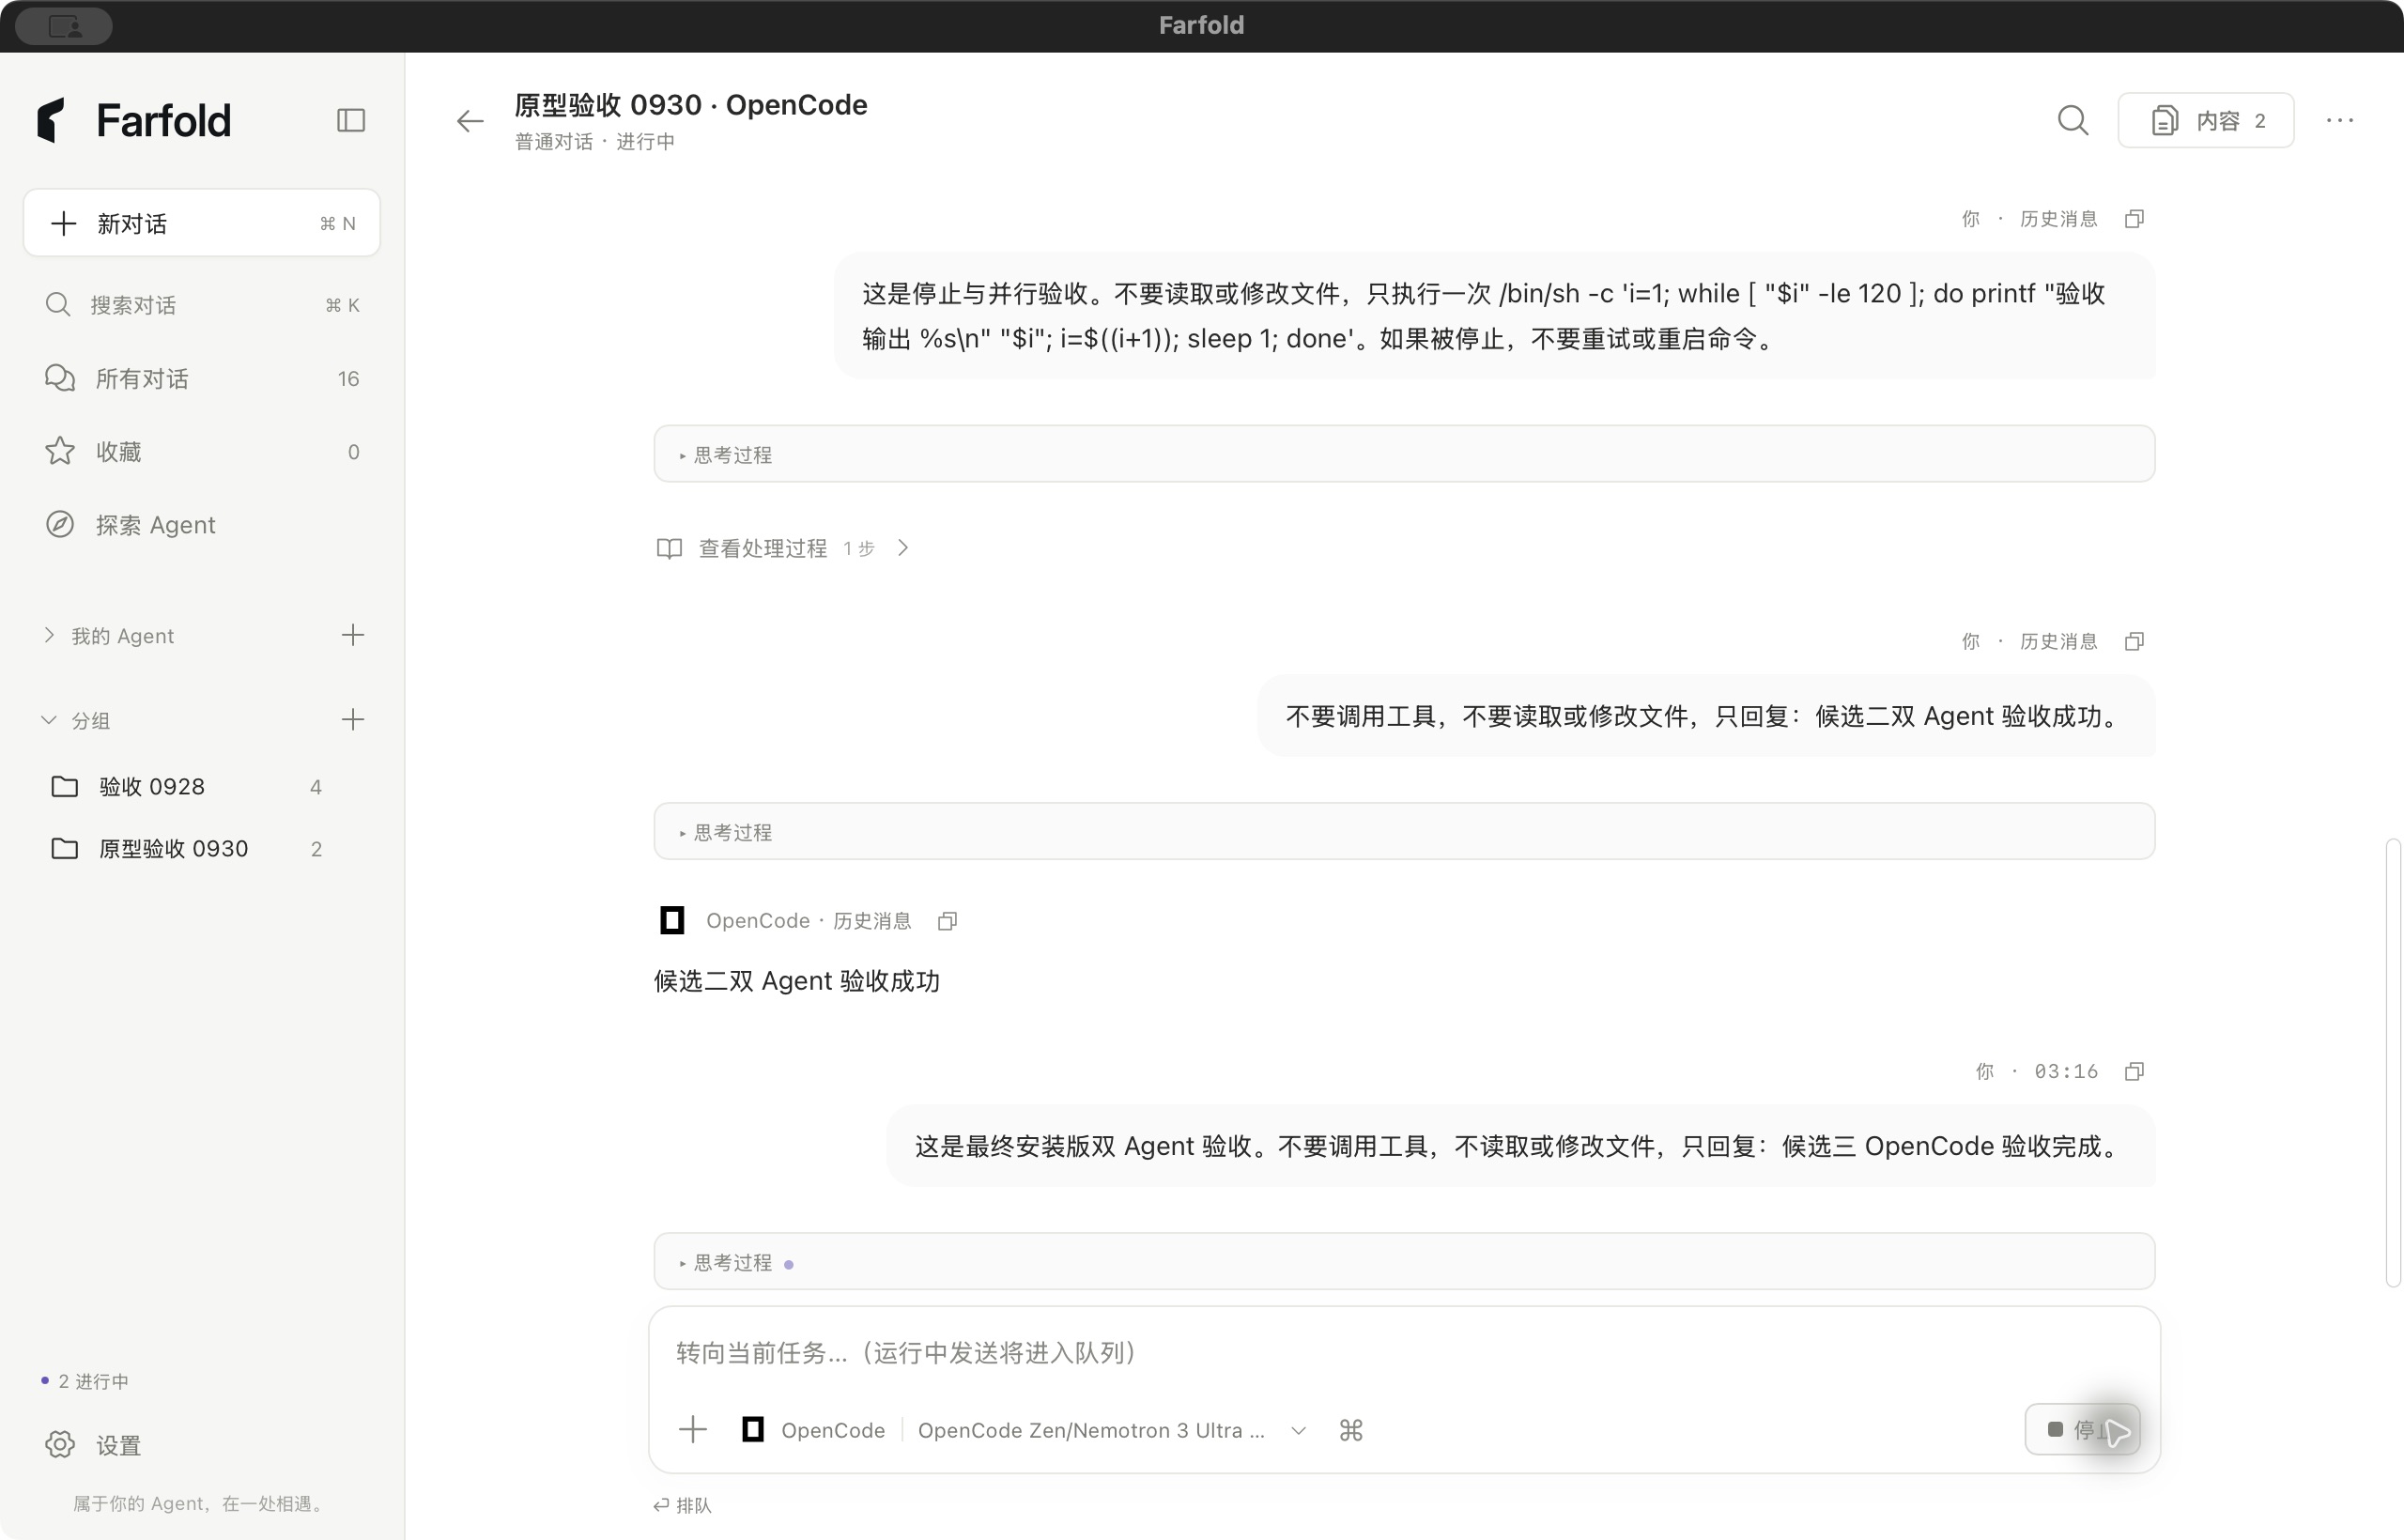 Farfold
Farfold
新对话
⌘ N
搜索对话
⌘ K
所有对话
16
收藏
0
探索 Agent
我的 Agent
分组
验收 0928
4
原型验收 0930
2
2 进行中
设置
属于你的 Agent，在一处相遇。
原型验收 0930 · OpenCode
普通对话 · 进行中
内容 2
你 · 历史消息
这是停止与并行验收。不要读取或修改文件，只执行一次 /bin/sh -c 'i=1; while [ "$i" -le 120 ]; do printf "验收
输出 %s\n" "$i"; i=$((i+1)); sleep 1; done'。如果被停止，不要重试或重启命令。
思考过程
查看处理过程 1 步
你 · 历史消息
不要调用工具，不要读取或修改文件，只回复：候选二双 Agent 验收成功。
思考过程
OpenCode · 历史消息
候选二双 Agent 验收成功
你 · 03:16
这是最终安装版双 Agent 验收。不要调用工具，不读取或修改文件，只回复：候选三 OpenCode 验收完成。
思考过程
转向当前任务...（运行中发送将进入队列）
OpenCode
OpenCode Zen/Nemotron 3 Ultra ...
⌘
停
排队